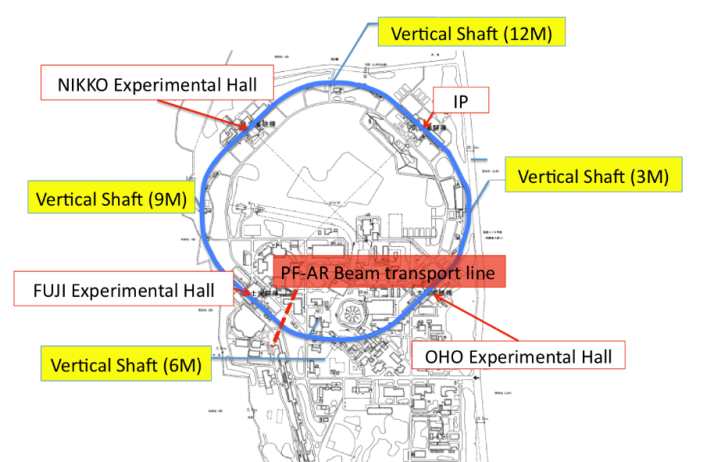 Vertical Shaft (12M)
NIKKO Experimental Hall
IP
Vertical Shaft (3M)
Vertical Shaft (9M)
PF-AR Beam transport line
FUJI Experimental Hall
OHO Experimental Hall
Vertical Shaft (6M)